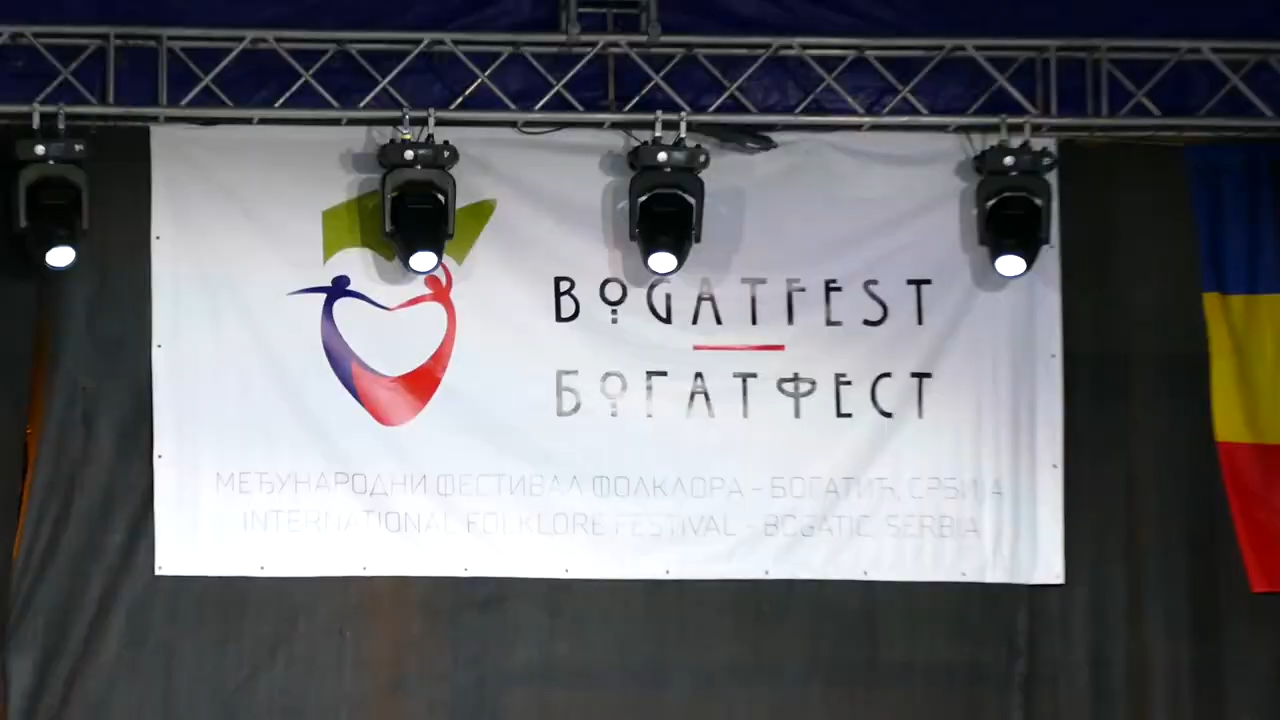 BOGATFEST
БОГАТФЕСТ
МЕЂУНАРОДНИ ФЕСТИВАЛ ФОЛКЛОРА - БОГАТИЋ, СРБИЈА
INTERNATIONAL FOLKLORE FESTIVAL - BOGATIC, SERBIA